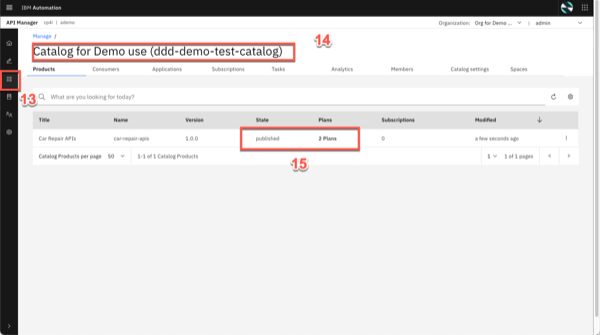 IBM Automation
API Manager cp4i | ademo Organization: Org for Demo ... admin
Manage / 14
Catalog for Demo use (ddd-demo-test-catalog)
Products Consumers Applications Subscriptions Tasks Analytics Members Catalog settings Spaces
13 What are you looking for today?
Title Name Version State Plans Subscriptions Modified
Car Repair APIs car-repair-apis 1.0.0 published 2 Plans 0 a few seconds ago
Catalog Products per page 50 1-1 of 1 Catalog Products 1 1 of 1 pages
15